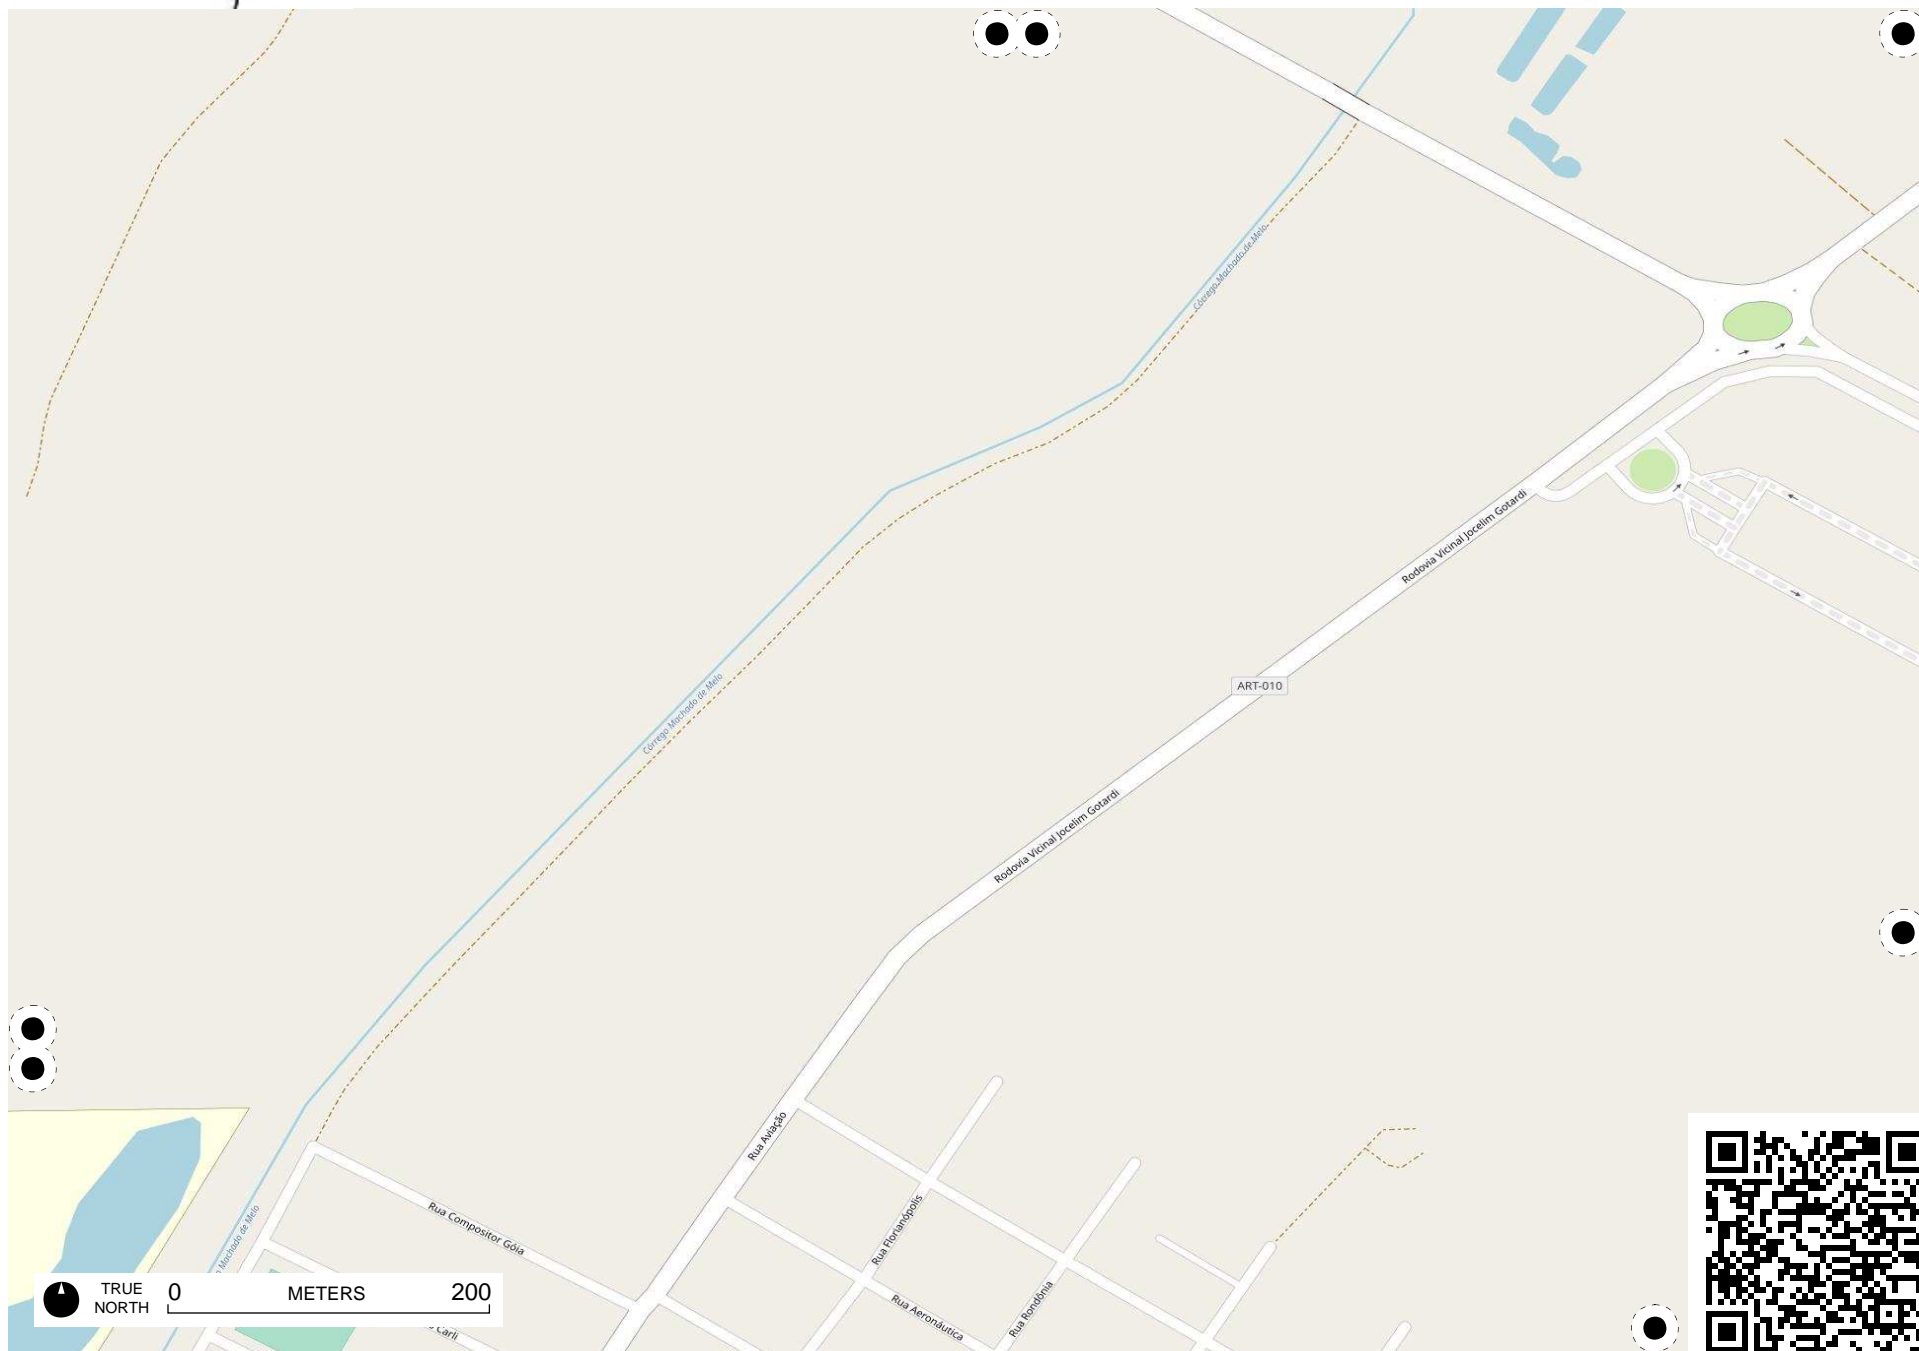 Córrego Machado de Melo
Rodovia Vicinal Jocelim Gotardi
ART-010
Córrego Machado de Melo
Rodovia Vicinal Jocelim Gotardi
Rua Aviação
Rua Compositor Góia
Rua Florianópolis
Machado de Melo
Rua Aeronáutica
Rua Rondônia
Carli
TRUE
NORTH
0 METERS 200